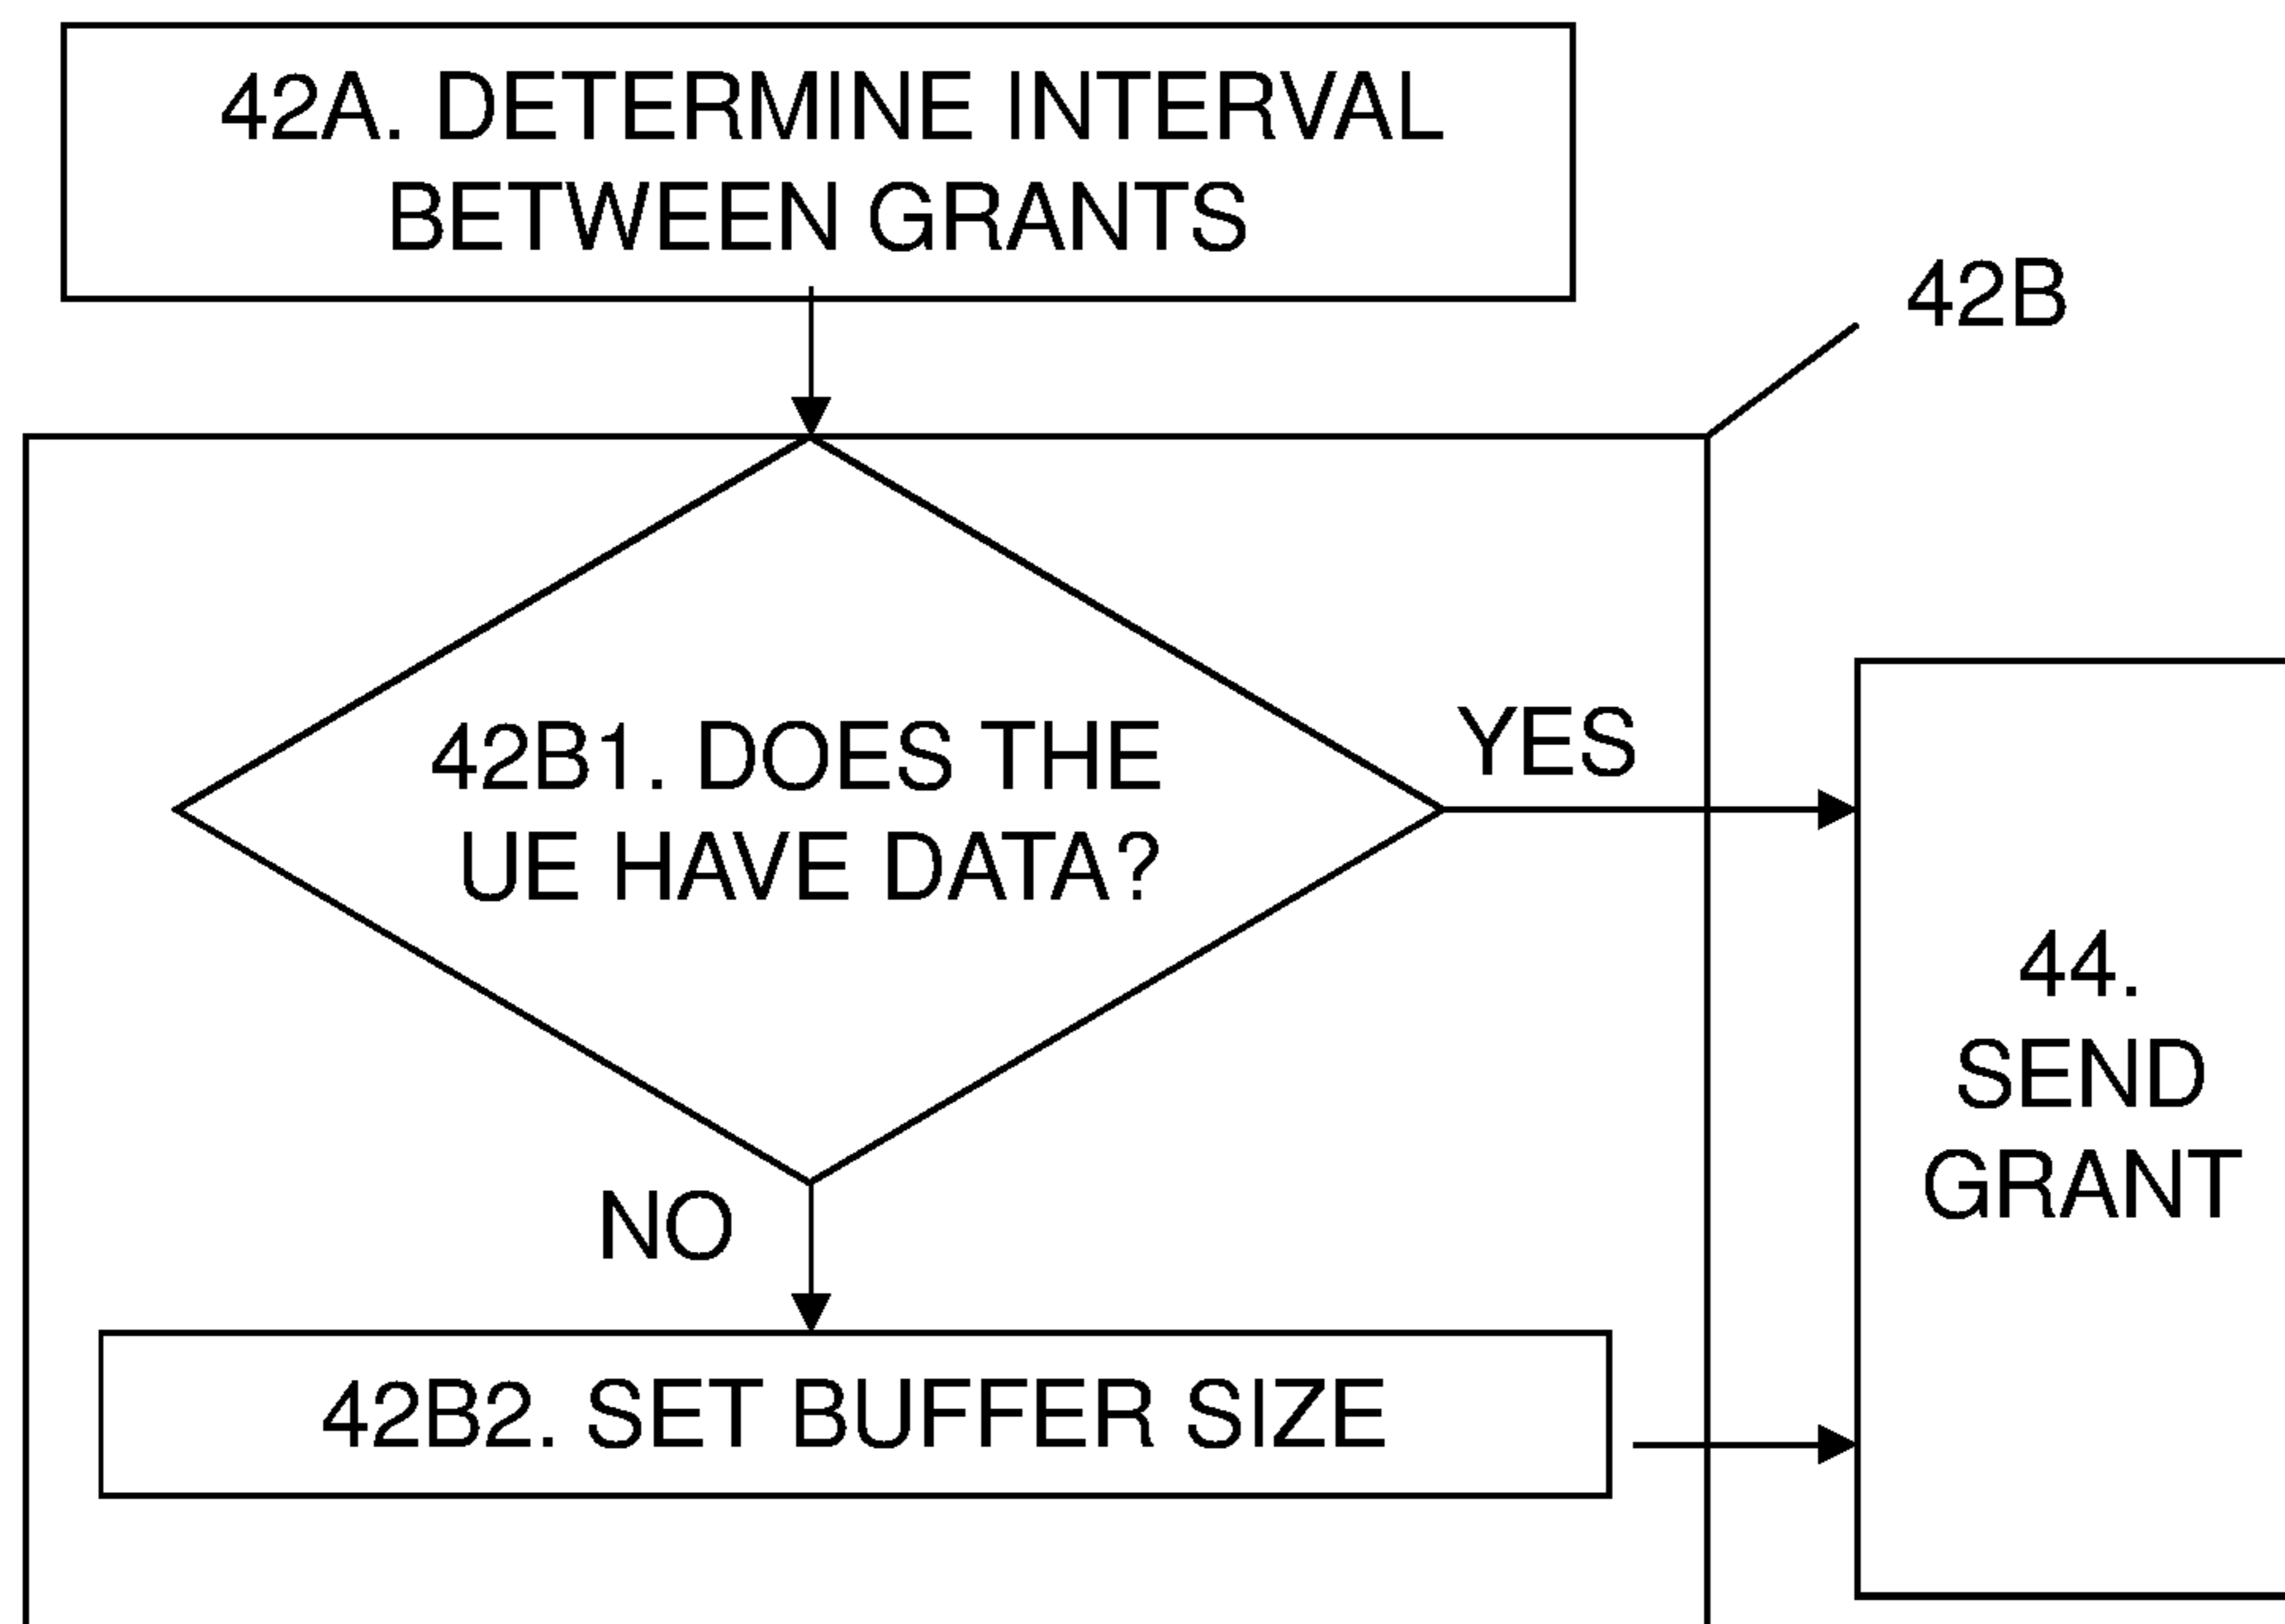 42A. DETERMINE INTERVAL
BETWEEN GRANTS
42B
42B1. DOES THE
UE HAVE DATA?
YES
44.
SEND
GRANT
NO
42B2. SET BUFFER SIZE